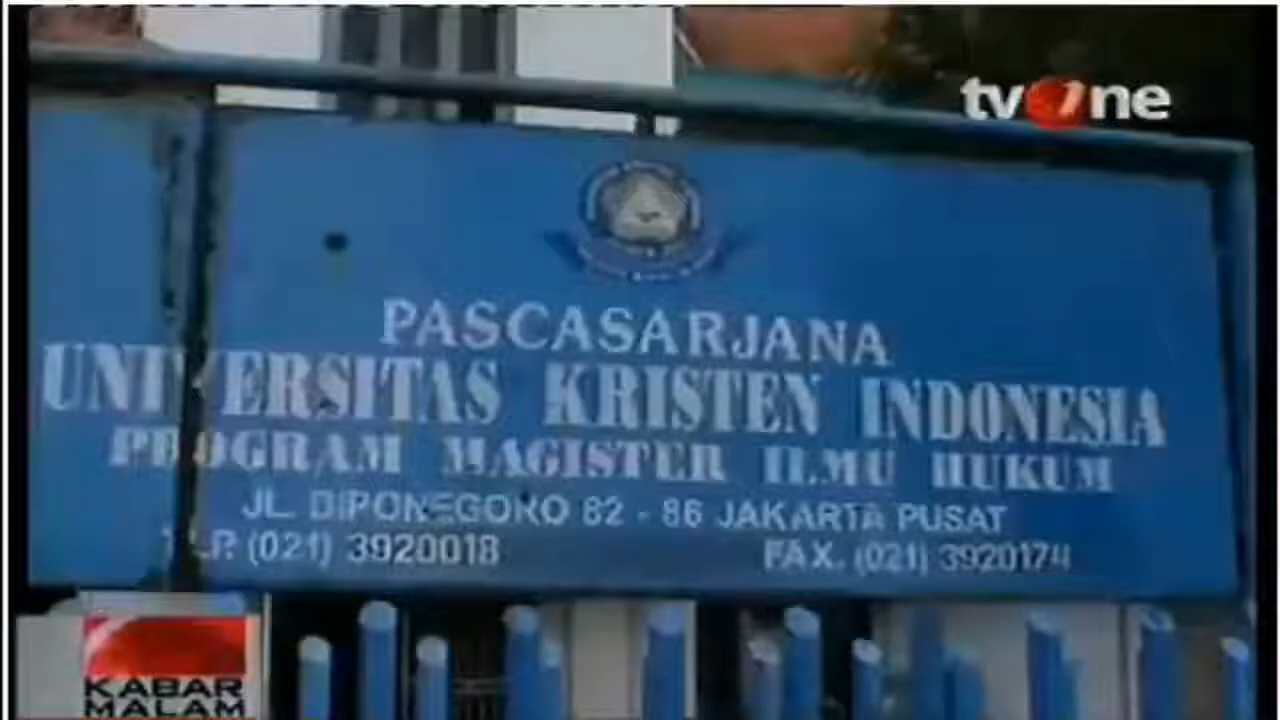 tvOne
PASCASARJANA
UNIVERSITAS KRISTEN INDONESIA
PROGRAM MAGISTER ILMU HUKUM
JL. DIPONEGORO 82 - 86 JAKARTA PUSAT
(021) 3920018 FAX. (021) 3920174
KABAR
MALAM